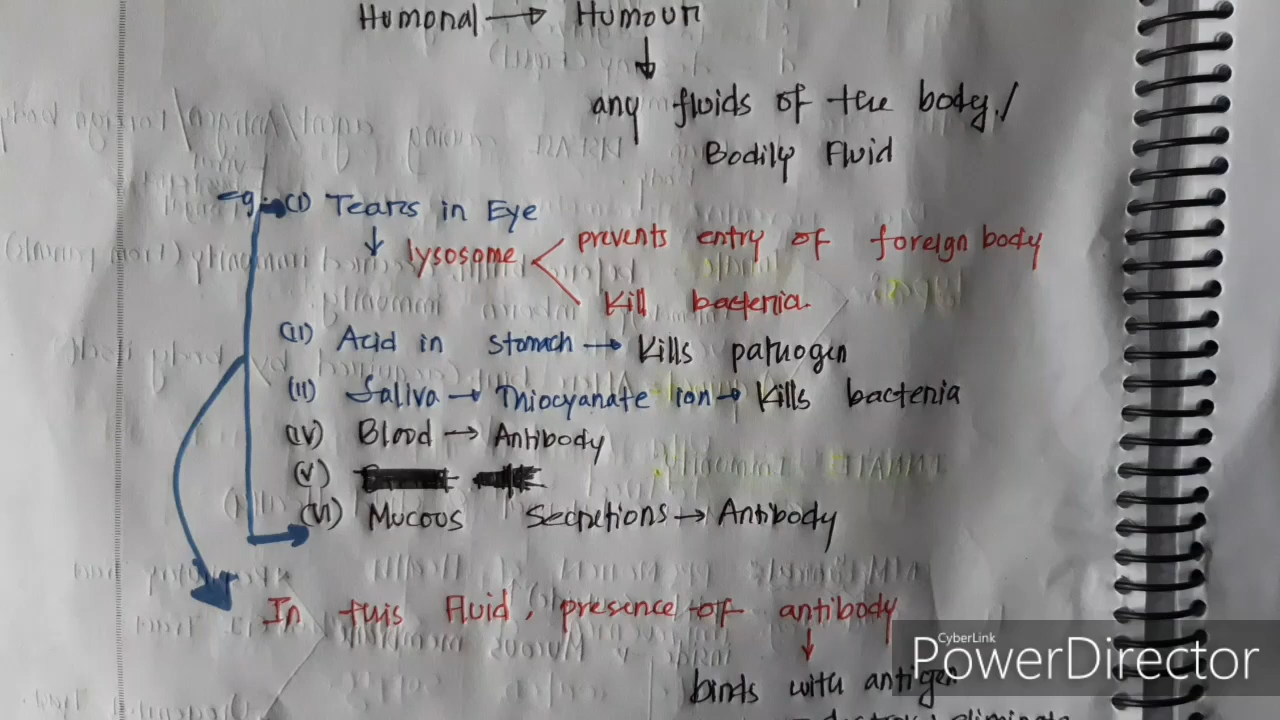 Humoral → Humour
↓
any fluids of the body /
Bodily Fluid
eg → (i) Tears in Eye
↓ lysosome < prevents entry of foreign body
Kill bacteria
(ii) Acid in stomach → Kills pathogen
(iii) Saliva → Thiocyanate ion → Kills bacteria
(iv) Blood → Antibody
(v)
(vi) Mucous Secretions → Antibody
In this Fluid, presence of antibody
↓
binds with antigen
CyberLink
PowerDirector